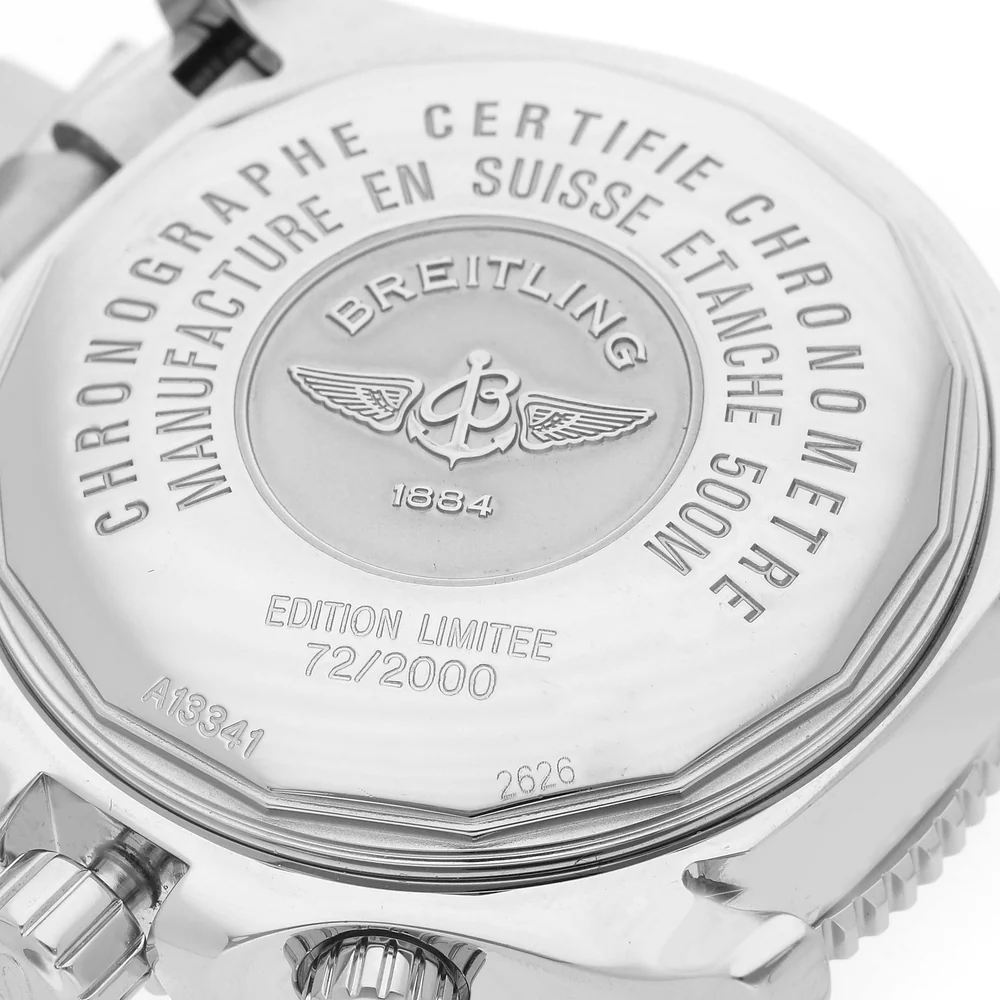 CHRONOGRAPHE CERTIFIE CHRONOMETRE
MANUFACTURE EN SUISSE ETANCHE 500M
BREITLING
B
1884
EDITION LIMITEE
72/2000
A13341
2626